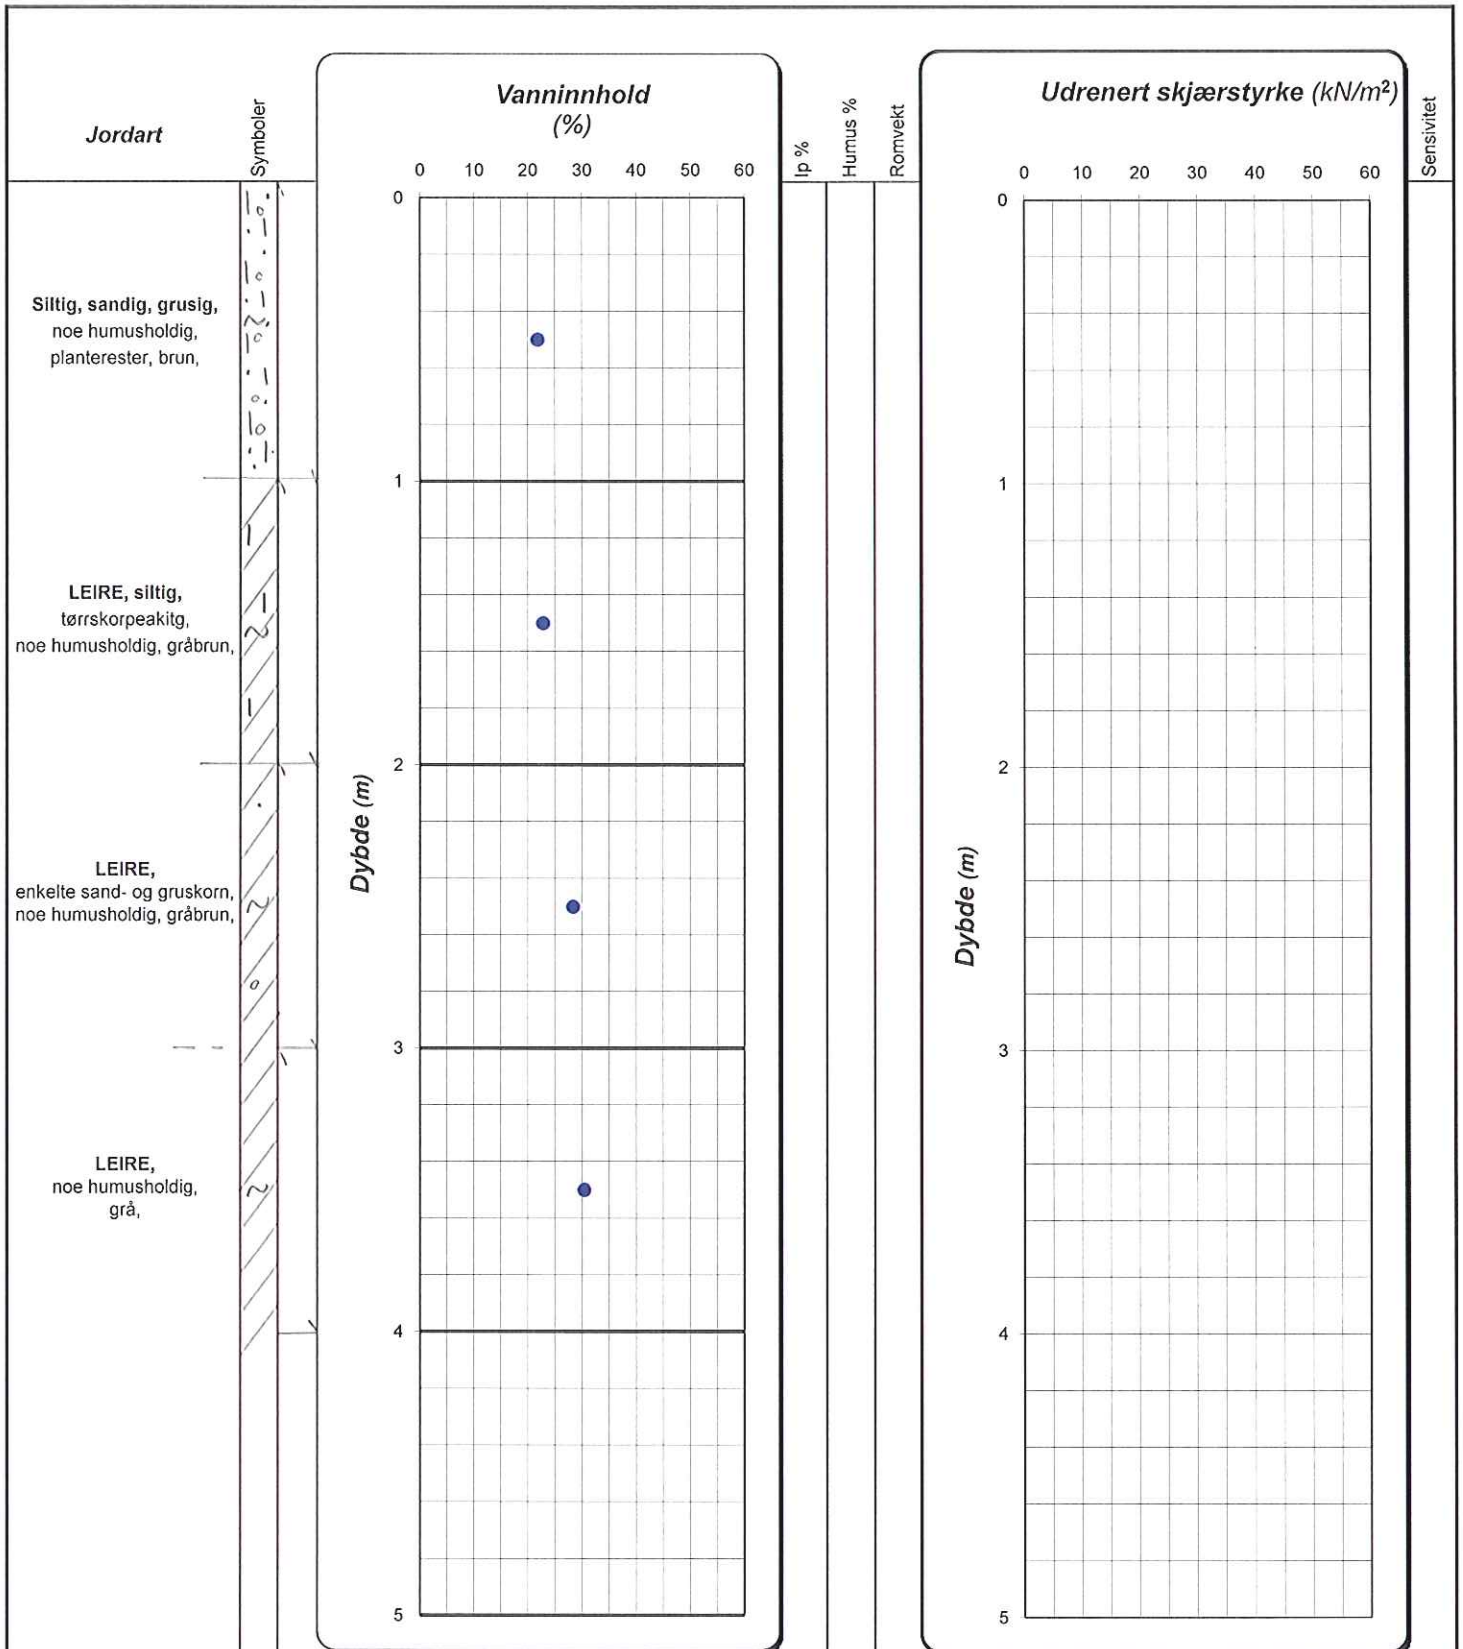 Jordart
Symboler
Vanninnhold
(%)
Ip %
Humus %
Romvekt
Udrenert skjærstyrke (kN/m²)
Sensivitet
0 10 20 30 40 50 60
0 10 20 30 40 50 60
0
1
2
3
4
5
Dybde (m)
0
1
2
3
4
5
Dybde (m)
Siltig, sandig, grusig,
noe humusholdig,
planterester, brun,
LEIRE, siltig,
tørrskorpeakitg,
noe humusholdig, gråbrun,
LEIRE,
enkelte sand- og gruskorn,
noe humusholdig, gråbrun,
LEIRE,
noe humusholdig,
grå,